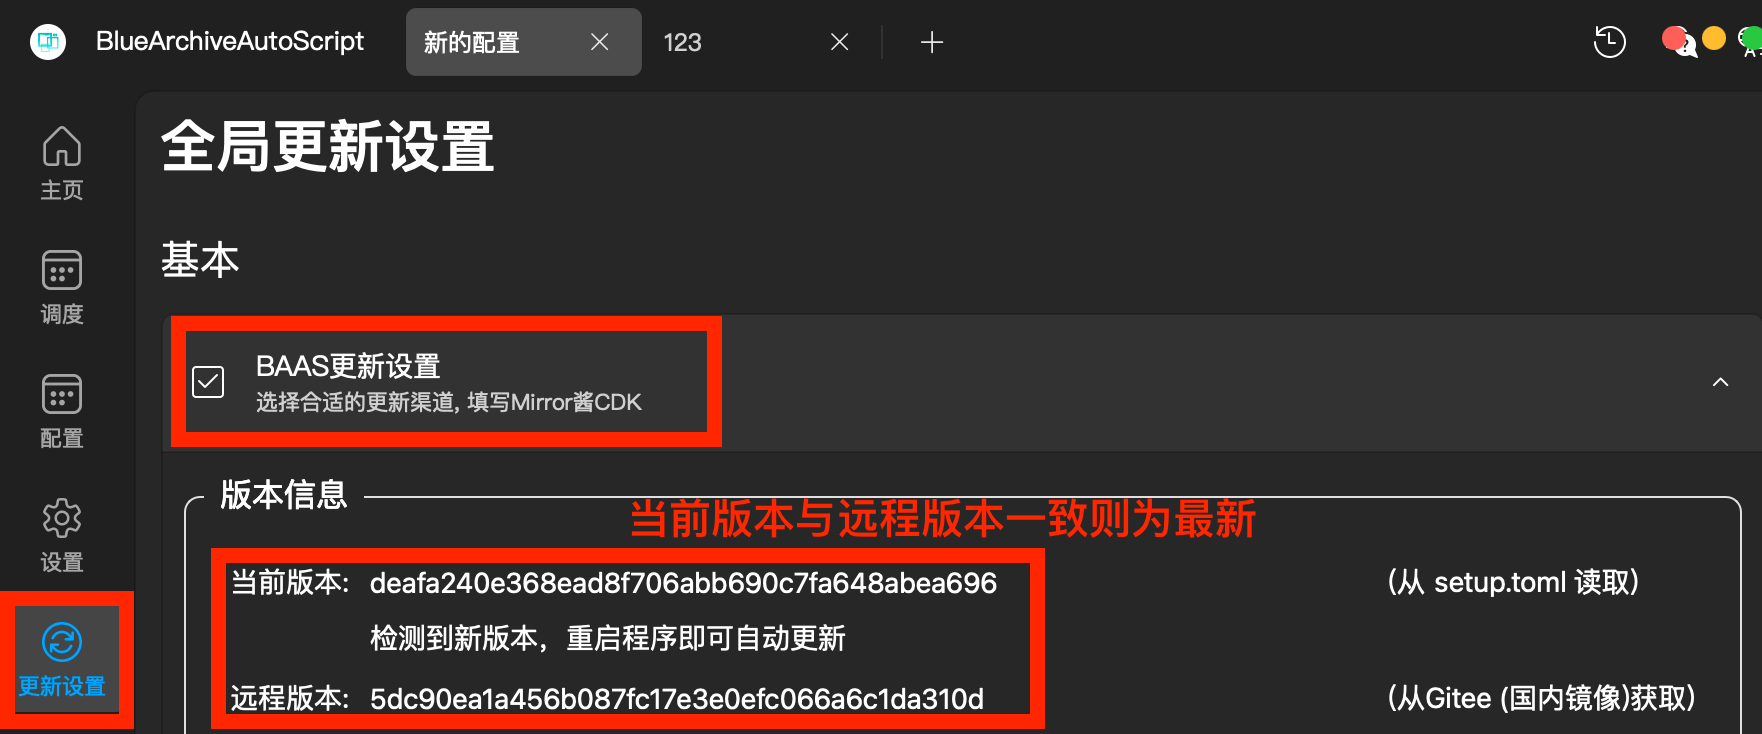 BlueArchiveAutoScript
新的配置
123
主页
调度
配置
设置
更新设置
全局更新设置
基本
BAAS更新设置
选择合适的更新渠道, 填写Mirror酱CDK
版本信息
当前版本与远程版本一致则为最新
当前版本: deafa240e368ead8f706abb690c7fa648abea696 (从 setup.toml 读取)
检测到新版本，重启程序即可自动更新
远程版本: 5dc90ea1a456b087fc17e3e0efc066a6c1da310d (从Gitee (国内镜像)获取)